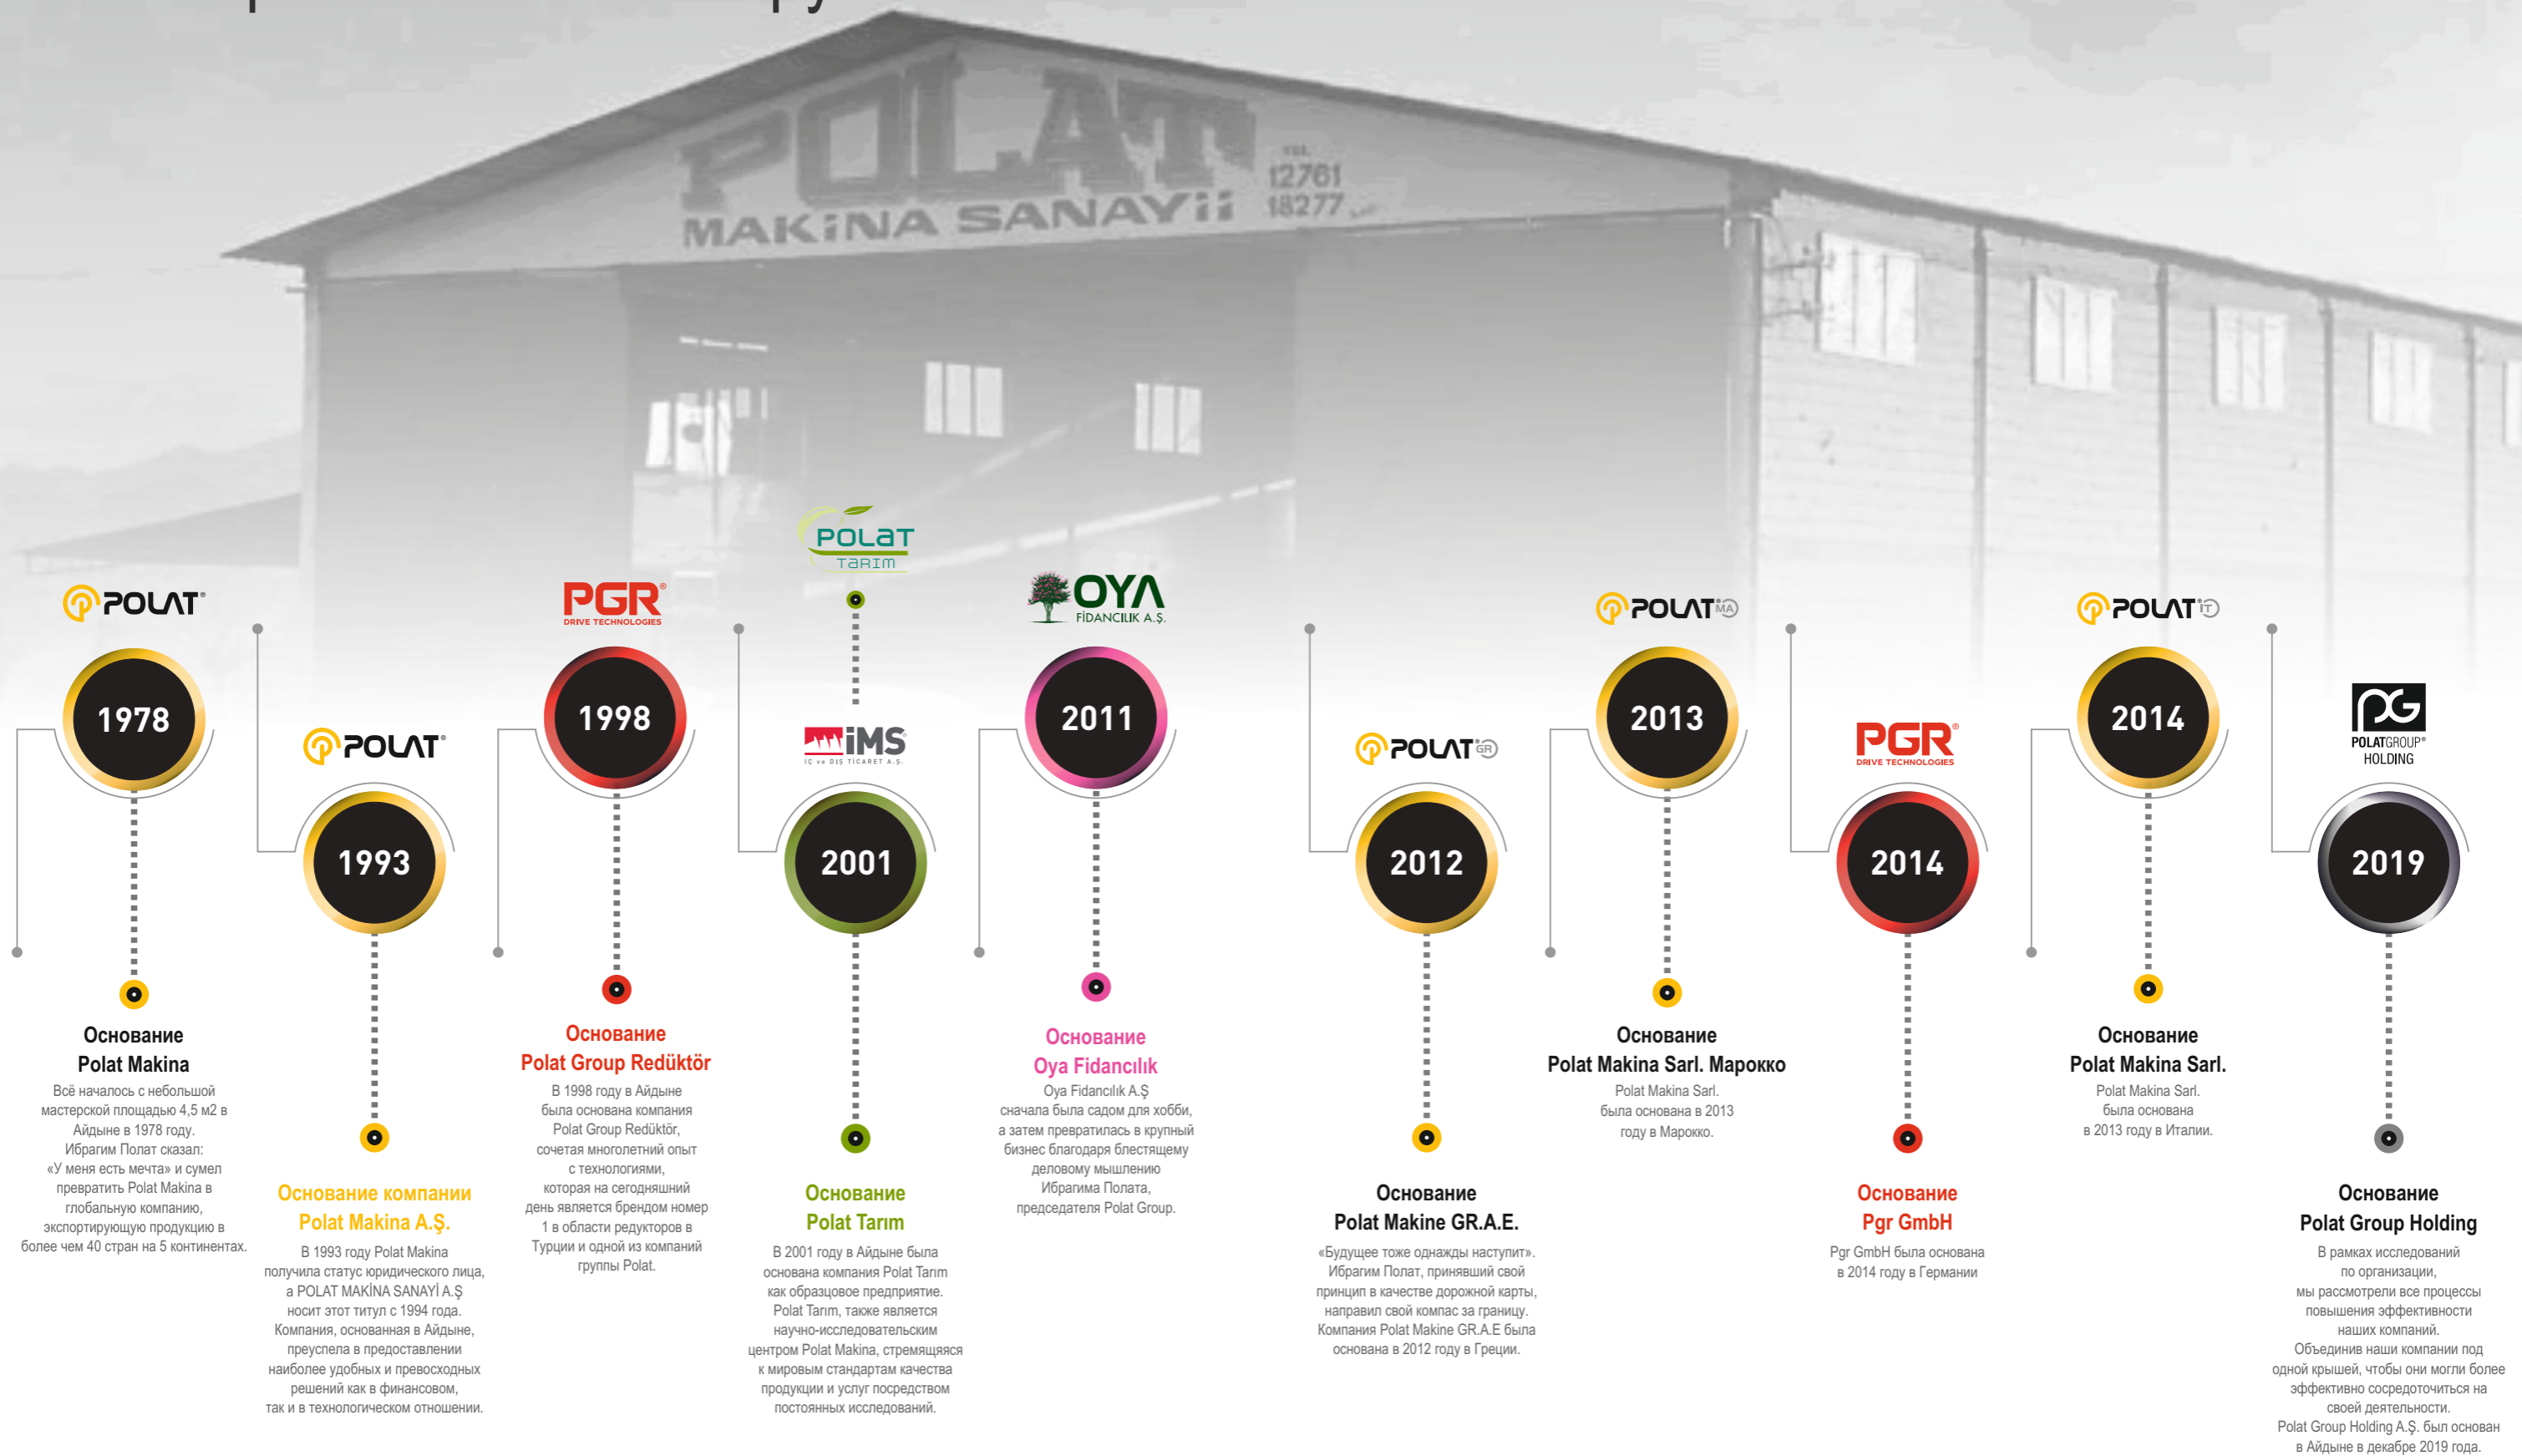 POLAT
MAKİNA SANAYİİ
TEL.
12761
18277
POLAT®
1978
Основание
Polat Makina
Всё началось с небольшой
мастерской площадью 4,5 м2 в
Айдыне в 1978 году.
Ибрагим Полат сказал:
«У меня есть мечта» и сумел
превратить Polat Makina в
глобальную компанию,
экспортирующую продукцию в
более чем 40 стран на 5 континентах.
POLAT®
1993
Основание компании
Polat Makina A.Ş.
В 1993 году Polat Makina
получила статус юридического лица,
а POLAT MAKİNA SANAYİ A.Ş
носит этот титул с 1994 года.
Компания, основанная в Айдыне,
преуспела в предоставлении
наиболее удобных и превосходных
решений как в финансовом,
так и в технологическом отношении.
PGR®
DRIVE TECHNOLOGIES
1998
Основание
Polat Group Redüktör
В 1998 году в Айдыне
была основана компания
Polat Group Redüktör,
сочетая многолетний опыт
с технологиями,
которая на сегодняшний
день является брендом номер
1 в области редукторов в
Турции и одной из компаний
группы Polat.
POLAT
TARIM
İMS®
İÇ ve DIŞ TİCARET A.Ş.
2001
Основание
Polat Tarım
В 2001 году в Айдыне была
основана компания Polat Tarım
как образцовое предприятие.
Polat Tarım, также является
научно-исследовательским
центром Polat Makina, стремящяяся
к мировым стандартам качества
продукции и услуг посредством
постоянных исследований.
OYA
FİDANCILIK A.Ş.
2011
Основание
Oya Fidancılık
Oya Fidancılık A.Ş
сначала была садом для хобби,
а затем превратилась в крупный
бизнес благодаря блестящему
деловому мышлению
Ибрагима Полата,
председателя Polat Group.
POLAT® GR
2012
Основание
Polat Makine GR.A.E.
«Будущее тоже однажды наступит».
Ибрагим Полат, принявший свой
принцип в качестве дорожной карты,
направил свой компас за границу.
Компания Polat Makine GR.A.E была
основана в 2012 году в Греции.
POLAT® MA
2013
Основание
Polat Makina Sarl. Марокко
Polat Makina Sarl.
была основана в 2013
году в Марокко.
PGR®
DRIVE TECHNOLOGIES
2014
Основание
Pgr GmbH
Pgr GmbH была основана
в 2014 году в Германии
POLAT® IT
2014
Основание
Polat Makina Sarl.
Polat Makina Sarl.
была основана
в 2013 году в Италии.
PG
POLATGROUP®
HOLDING
2019
Основание
Polat Group Holding
В рамках исследований
по организации,
мы рассмотрели все процессы
повышения эффективности
наших компаний.
Объединив наши компании под
одной крышей, чтобы они могли более
эффективно сосредоточиться на
своей деятельности.
Polat Group Holding A.Ş. был основан
в Айдыне в декабре 2019 года.